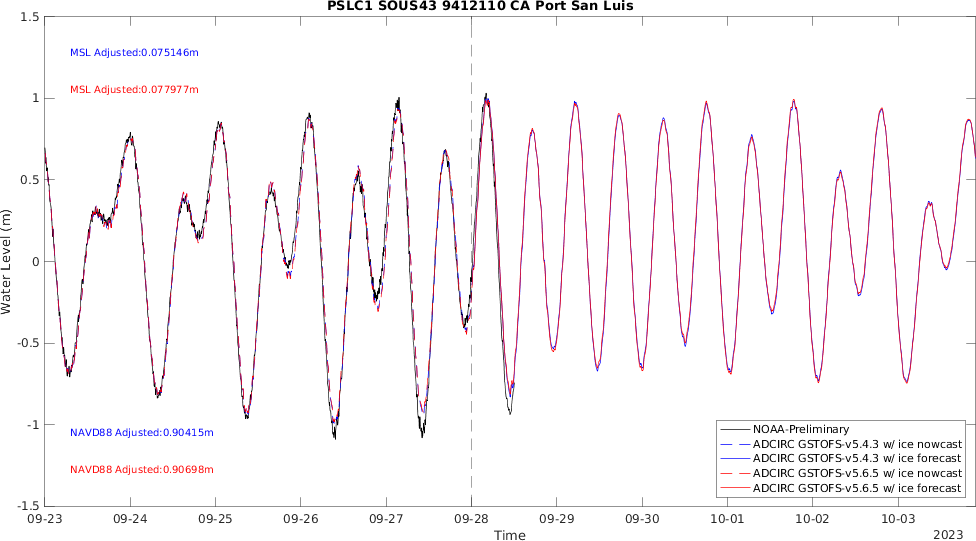 PSLC1 SOUS43 9412110 CA Port San Luis
1.5
MSL Adjusted:0.075146m
MSL Adjusted:0.077977m
1
0.5
0
-0.5
-1
-1.5
Water Level (m)
NAVD88 Adjusted:0.90415m
NAVD88 Adjusted:0.90698m
NOAA-Preliminary
ADCIRC GSTOFS-v5.4.3 w/ ice nowcast
ADCIRC GSTOFS-v5.4.3 w/ ice forecast
ADCIRC GSTOFS-v5.6.5 w/ ice nowcast
ADCIRC GSTOFS-v5.6.5 w/ ice forecast
09-23 09-24 09-25 09-26 09-27 09-28 09-29 09-30 10-01 10-02 10-03
Time
2023